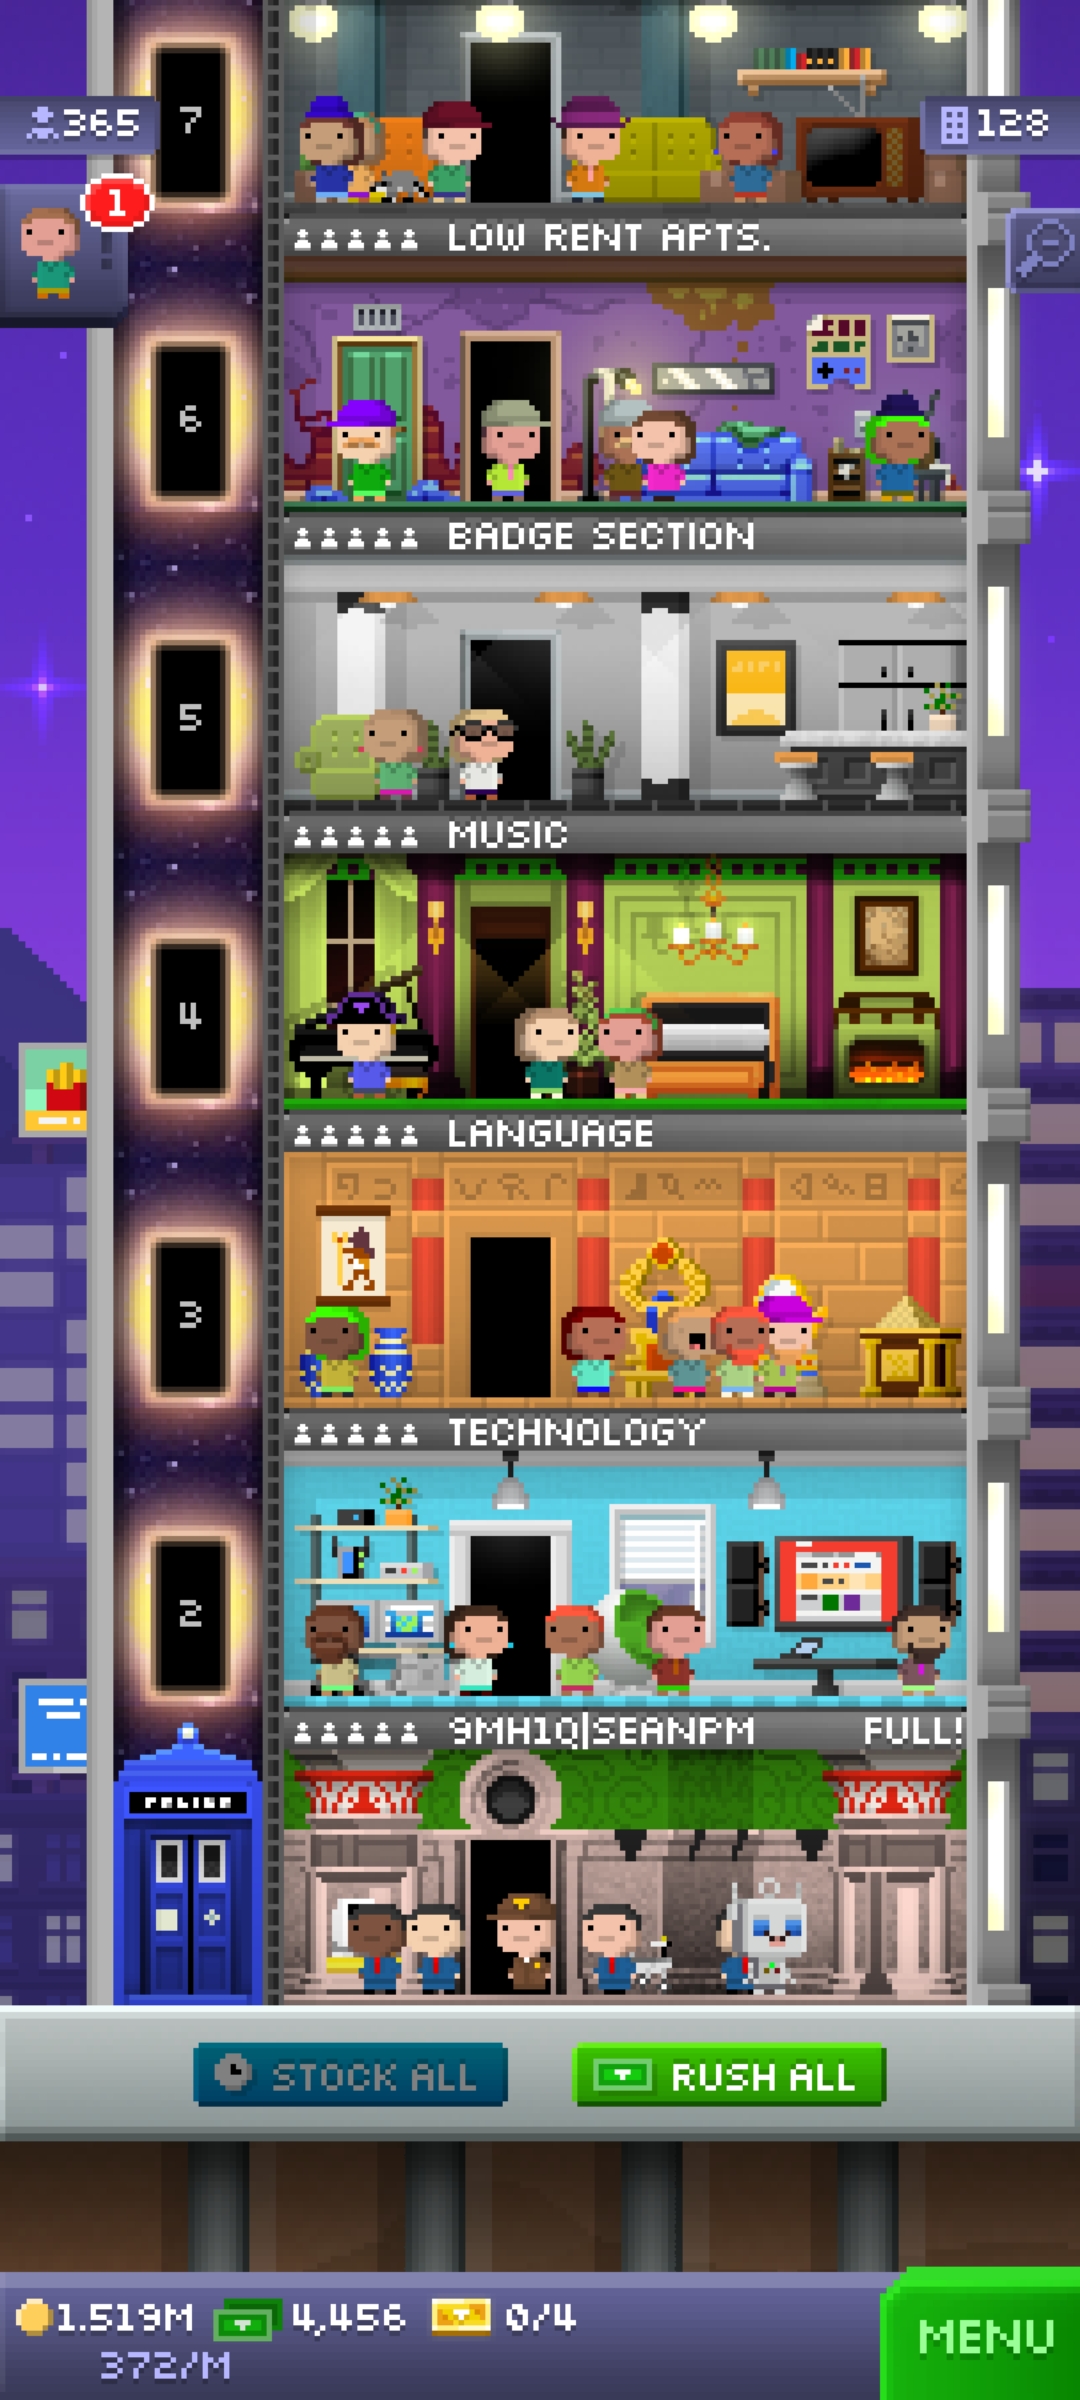 7
365
128
1
LOW RENT APTS.
6
BADGE SECTION
5
MUSIC
4
LANGUAGE
3
TECHNOLOGY
2
9MH1Q|SEANPM FULL!
POLICE
STOCK ALL
RUSH ALL
1.519M 4,456 0/4
372/M
MENU